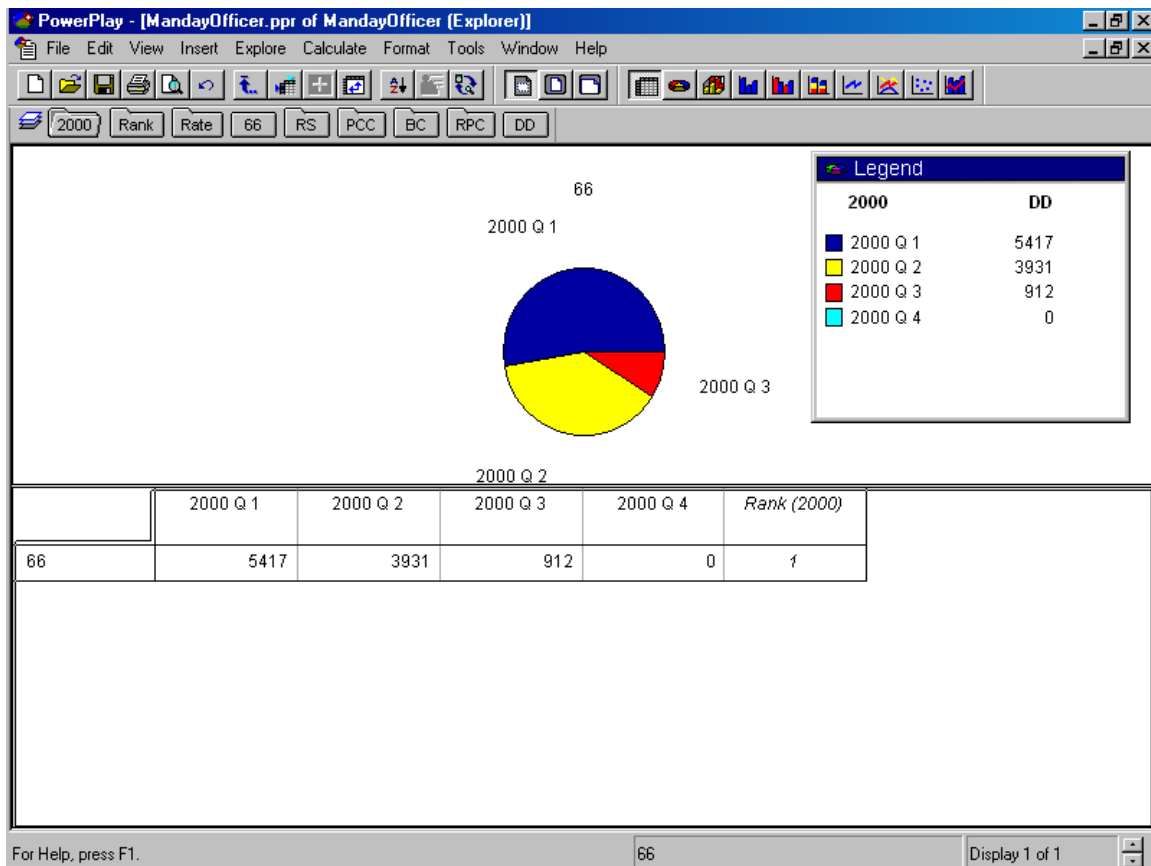 PowerPlay - [MandayOfficer.ppr of MandayOfficer (Explorer)]
File Edit View Insert Explore Calculate Format Tools Window Help
2000 Rank Rate 66 RS PCC BC RPC DD
66
2000 Q 1
2000 Q 3
2000 Q 2
Legend
2000 DD
2000 Q 1 5417
2000 Q 2 3931
2000 Q 3 912
2000 Q 4 0
2000 Q 1 2000 Q 2 2000 Q 3 2000 Q 4 Rank (2000)
66 5417 3931 912 0 1
For Help, press F1. 66 Display 1 of 1